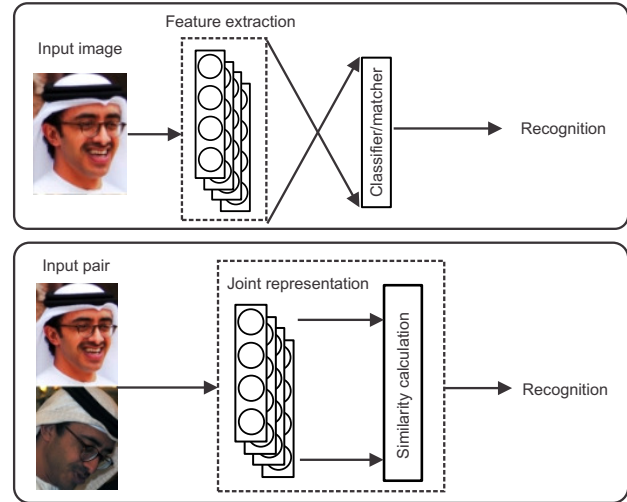 Feature extraction
Input image
Classifier/matcher
Recognition
Input pair
Joint representation
Similarity calculation
Recognition